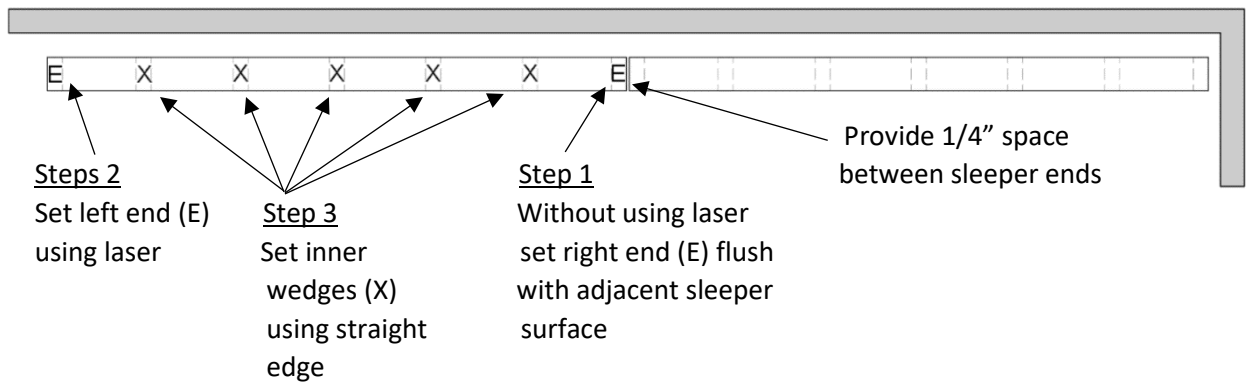 E X X X X X E
Provide 1/4” space
between sleeper ends
Steps 2
Set left end (E)
using laser
Step 3
Set inner
wedges (X)
using straight
edge
Step 1
Without using laser
set right end (E) flush
with adjacent sleeper
surface